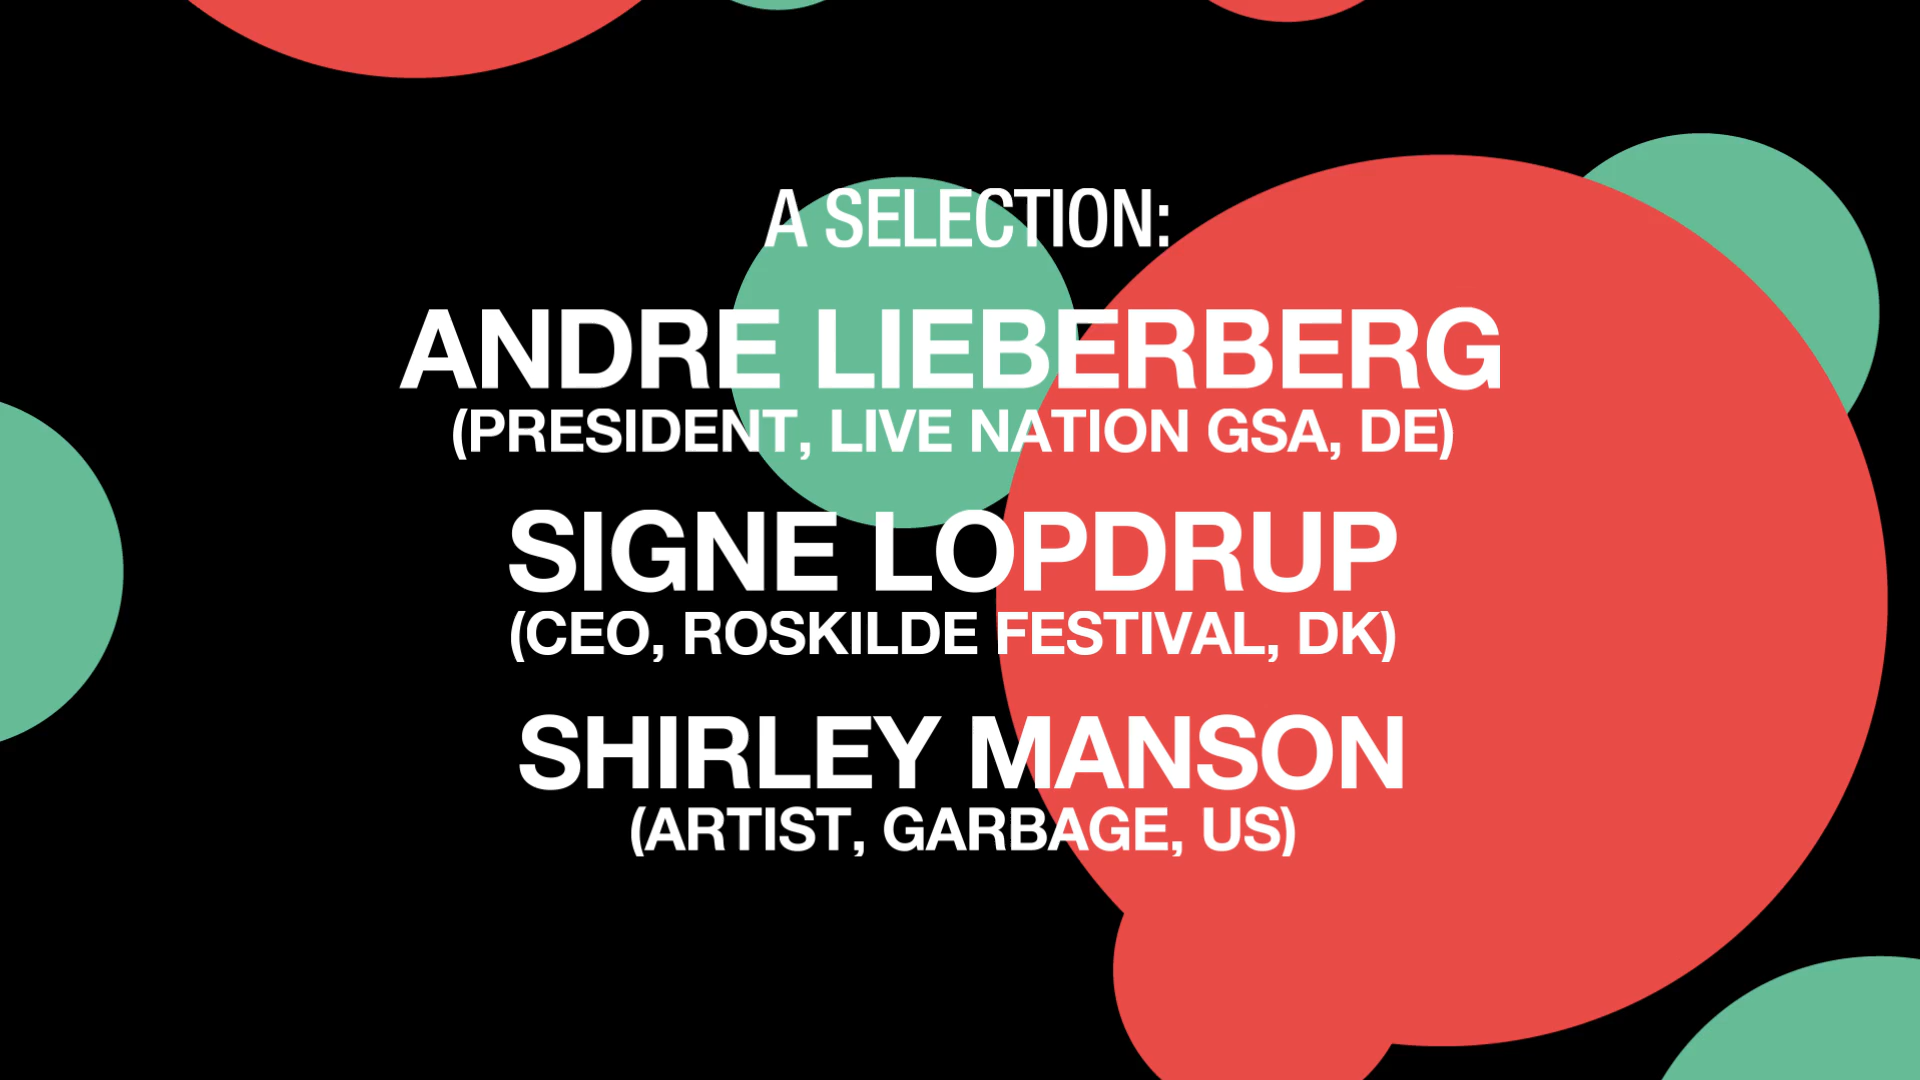 A SELECTION:
ANDRE LIEBERBERG
(PRESIDENT, LIVE NATION GSA, DE)
SIGNE LOPDRUP
(CEO, ROSKILDE FESTIVAL, DK)
SHIRLEY MANSON
(ARTIST, GARBAGE, US)